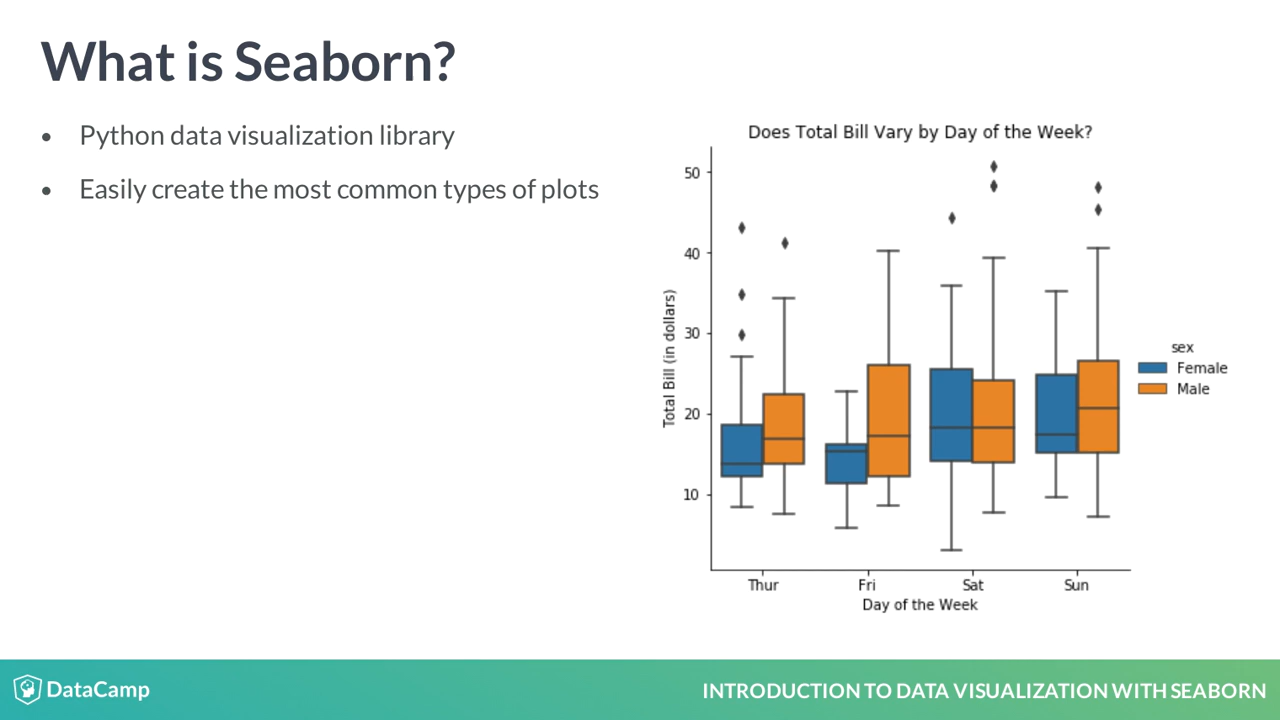 What is Seaborn?
• Python data visualization library
• Easily create the most common types of plots
Does Total Bill Vary by Day of the Week?
50
40
30
20
10
Total Bill (in dollars)
Thur Fri Sat Sun
Day of the Week
sex
Female
Male
DataCamp
INTRODUCTION TO DATA VISUALIZATION WITH SEABORN